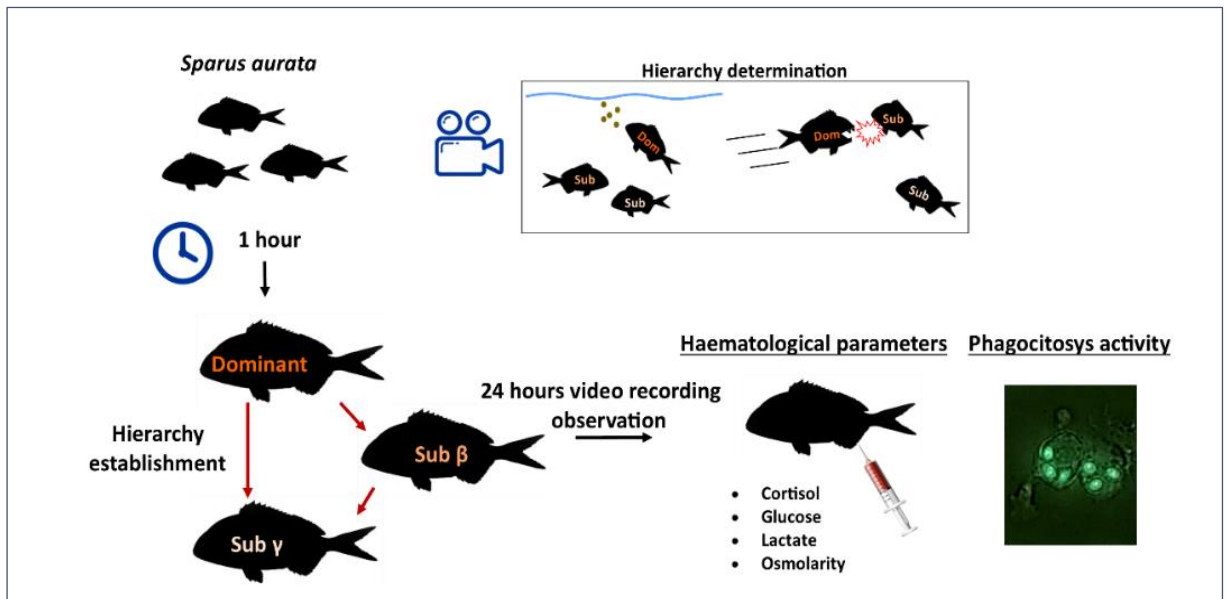 Sparus aurata
Hierarchy determination
Dom
Sub
Sub
Dom
Sub
Sub
1 hour
Dominant
Hierarchy
establishment
Sub β
Sub γ
24 hours video recording
observation
Haematological parameters
• Cortisol
• Glucose
• Lactate
• Osmolarity
Phagocitosys activity